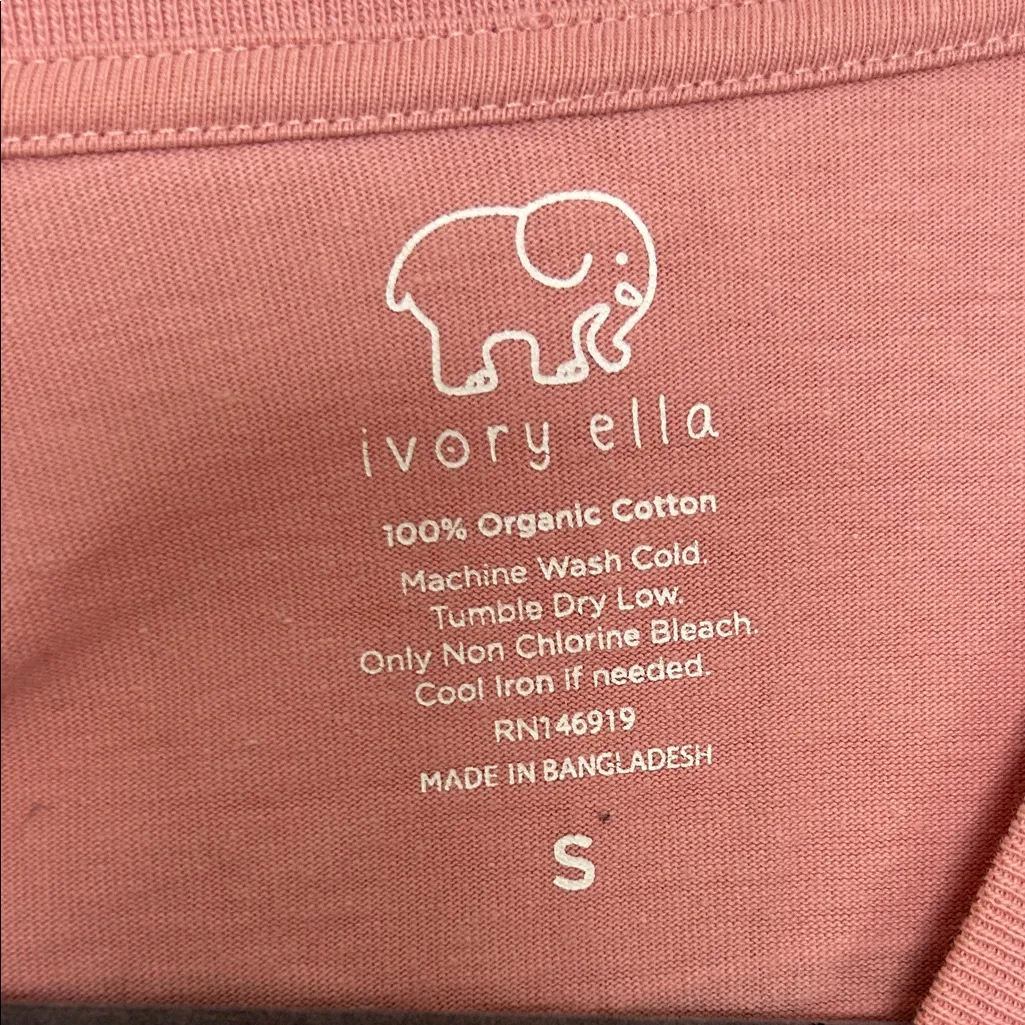 ivory ella
100% Organic Cotton
Machine Wash Cold.
Tumble Dry Low.
Only Non Chlorine Bleach.
Cool Iron if needed.
RN146919
MADE IN BANGLADESH
S